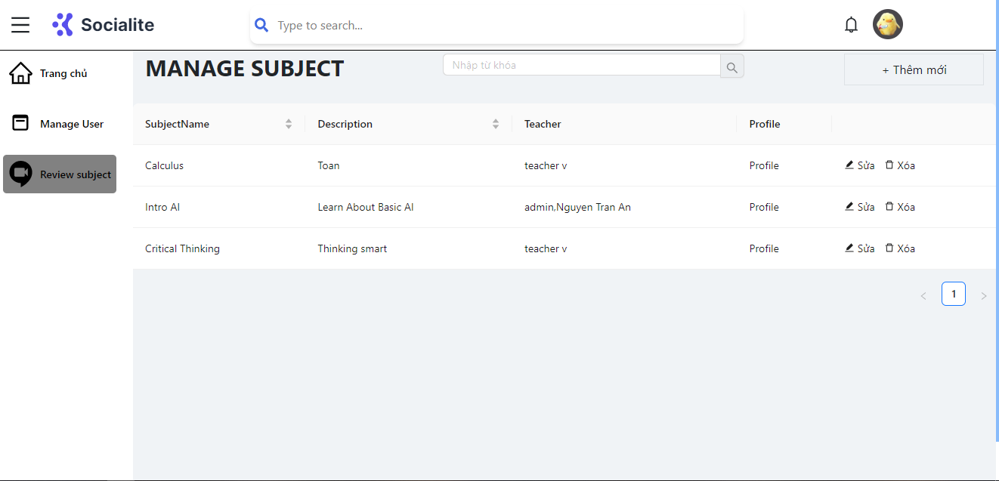 Socialite
Type to search...
Trang chủ
Manage User
Review subject
MANAGE SUBJECT
Nhập từ khóa
+ Thêm mới
SubjectName Description Teacher Profile
Calculus Toan teacher v Profile Sửa Xóa
Intro AI Learn About Basic AI admin,Nguyen Tran An Profile Sửa Xóa
Critical Thinking Thinking smart teacher v Profile Sửa Xóa
< 1 >